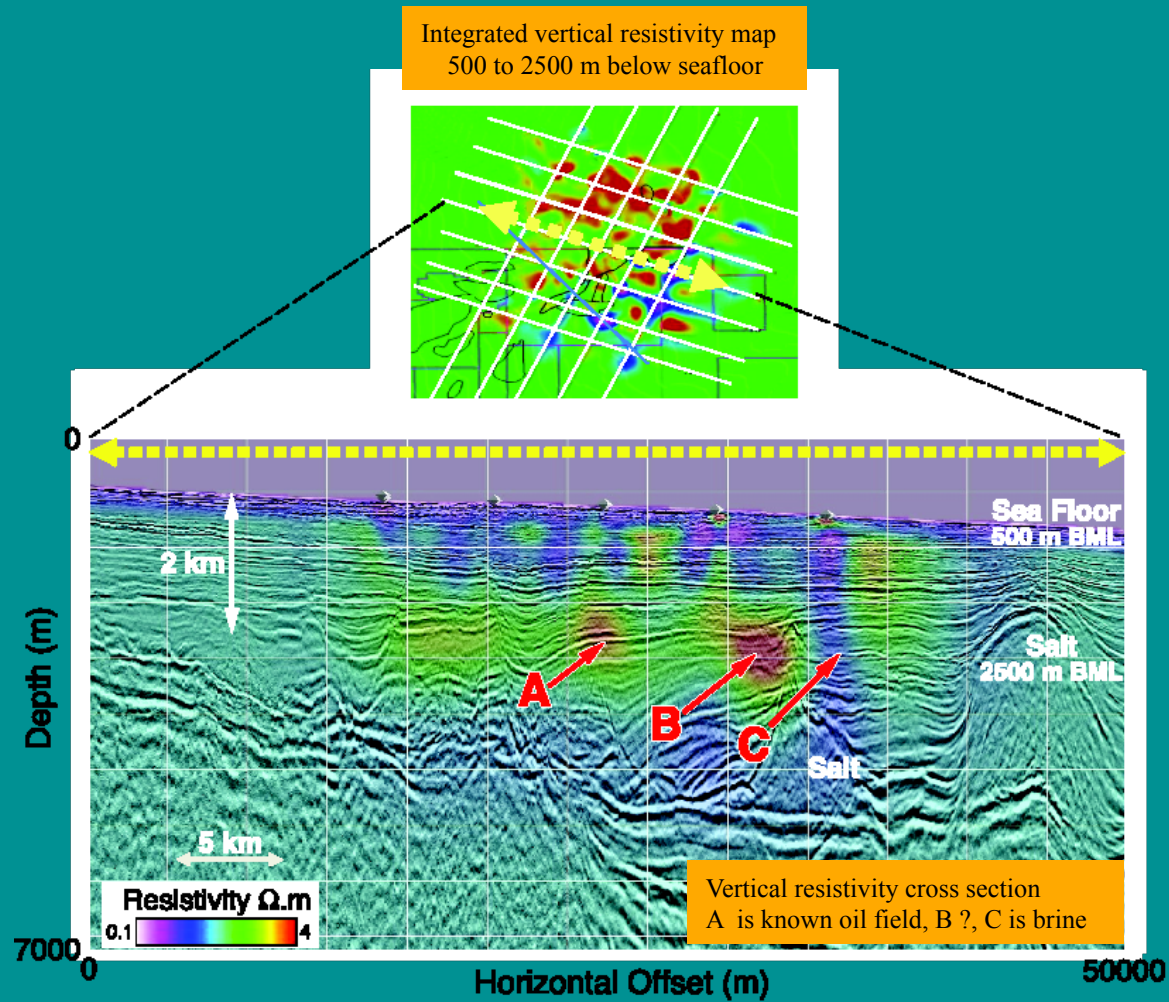 Integrated vertical resistivity map
500 to 2500 m below seafloor
0
Sea Floor
500 m BML
2 km
Depth (m)
Salt
2500 m BML
A
B
C
Salt
5 km
Resistivity Ω.m
0.1
4
Vertical resistivity cross section
A is known oil field, B ?, C is brine
7000
0
Horizontal Offset (m)
50000